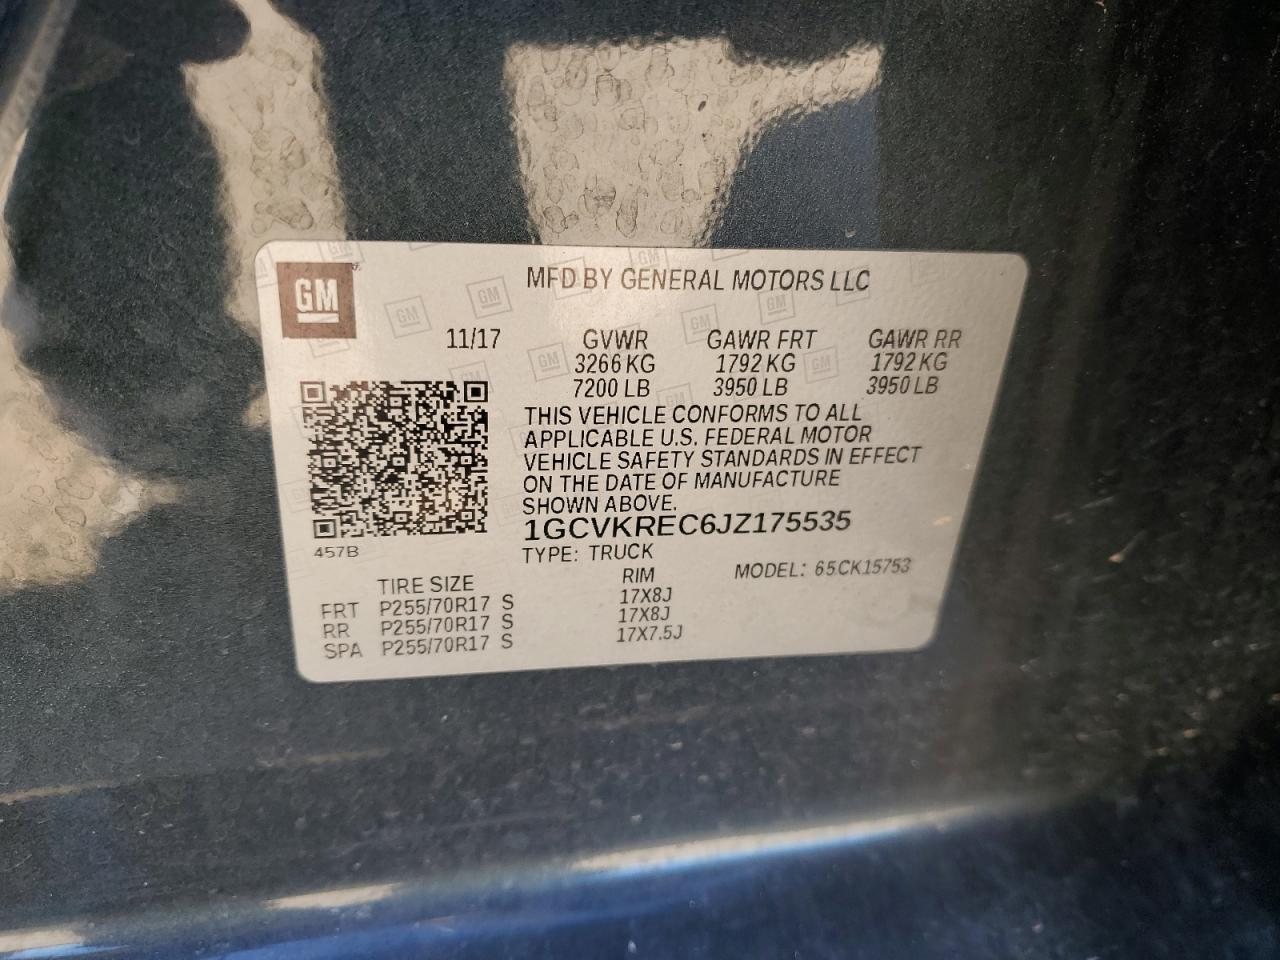 GM
MFD BY GENERAL MOTORS LLC
11/17 GVWR GAWR FRT GAWR RR
3266 KG 1792 KG 1792 KG
7200 LB 3950 LB 3950 LB
THIS VEHICLE CONFORMS TO ALL
APPLICABLE U.S. FEDERAL MOTOR
VEHICLE SAFETY STANDARDS IN EFFECT
ON THE DATE OF MANUFACTURE
SHOWN ABOVE.
1GCVKREC6JZ175535
457B
TYPE: TRUCK
MODEL: 65CK15753
TIRE SIZE RIM
FRT P255/70R17 S 17X8J
RR P255/70R17 S 17X8J
SPA P255/70R17 S 17X7.5J